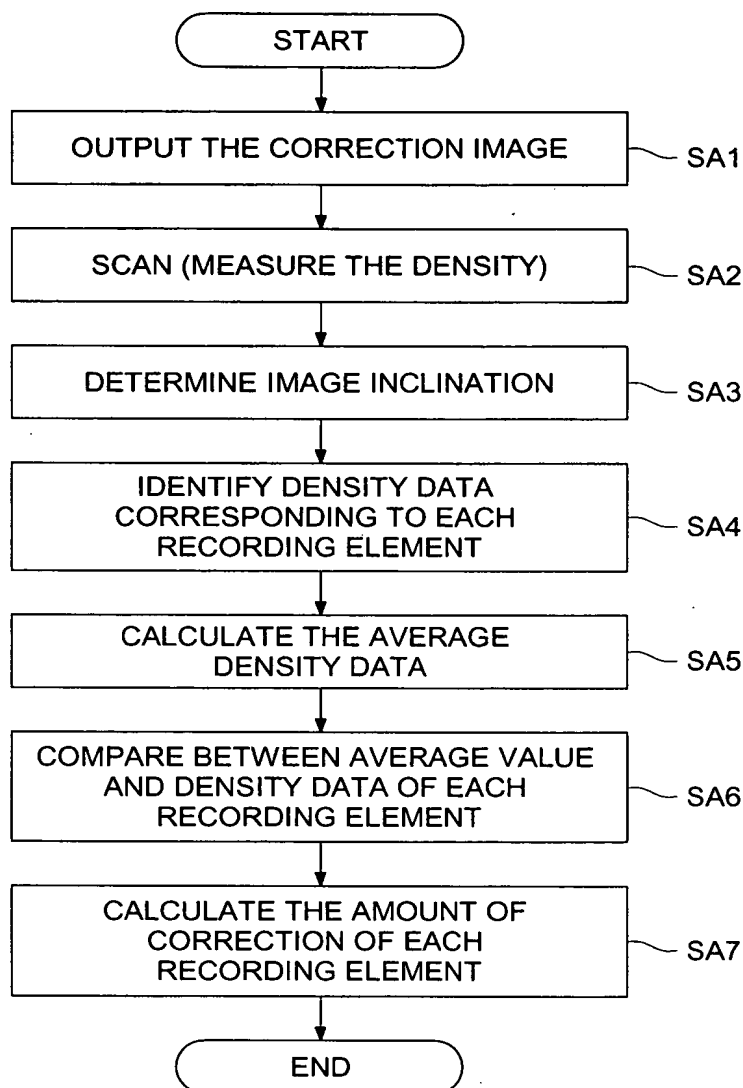 START
OUTPUT THE CORRECTION IMAGE
SA1
SCAN (MEASURE THE DENSITY)
SA2
DETERMINE IMAGE INCLINATION
SA3
IDENTIFY DENSITY DATA
CORRESPONDING TO EACH
RECORDING ELEMENT
SA4
CALCULATE THE AVERAGE
DENSITY DATA
SA5
COMPARE BETWEEN AVERAGE VALUE
AND DENSITY DATA OF EACH
RECORDING ELEMENT
SA6
CALCULATE THE AMOUNT OF
CORRECTION OF EACH
RECORDING ELEMENT
SA7
END